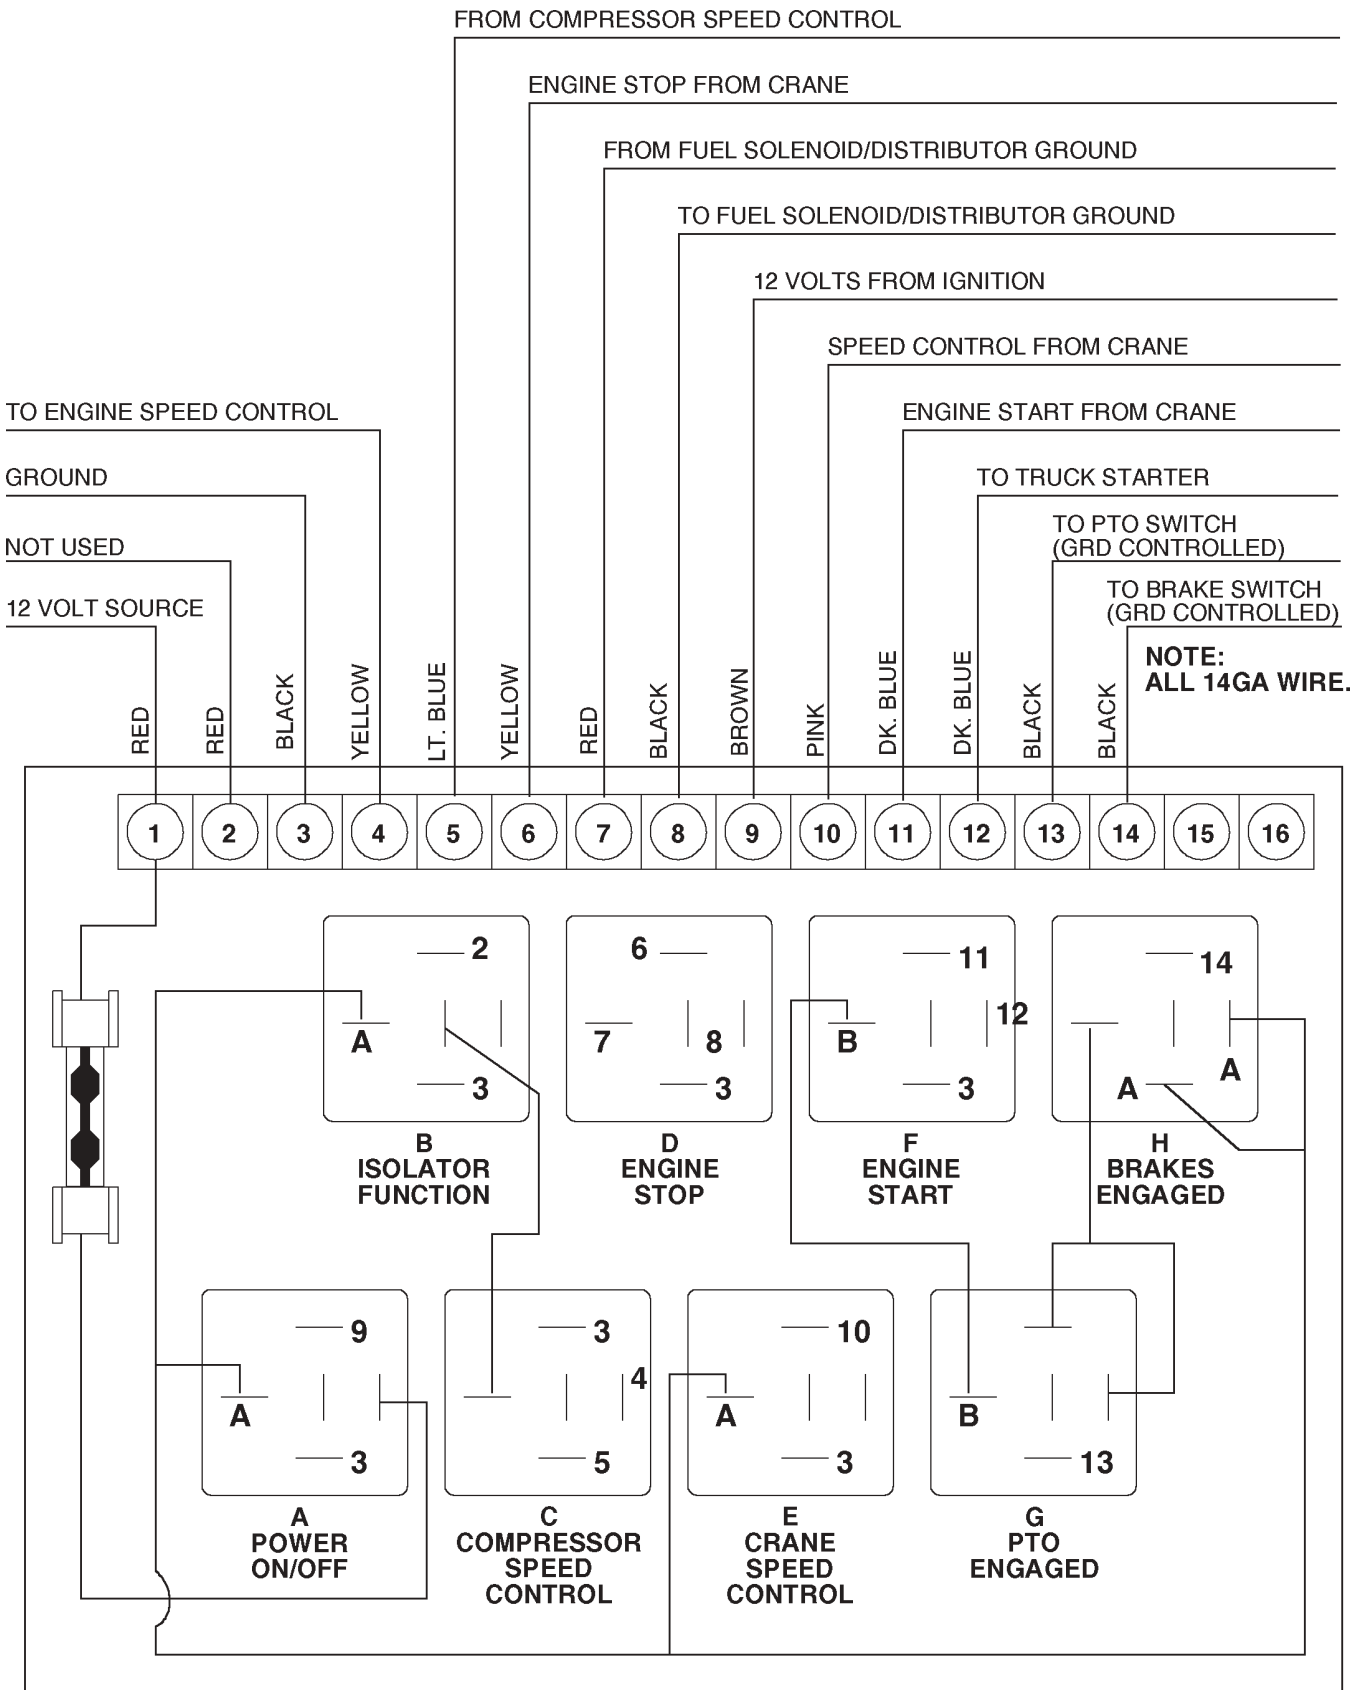 FROM COMPRESSOR SPEED CONTROL
ENGINE STOP FROM CRANE
FROM FUEL SOLENOID/DISTRIBUTOR GROUND
TO FUEL SOLENOID/DISTRIBUTOR GROUND
12 VOLTS FROM IGNITION
SPEED CONTROL FROM CRANE
TO ENGINE SPEED CONTROL
ENGINE START FROM CRANE
GROUND
TO TRUCK STARTER
TO PTO SWITCH
(GRD CONTROLLED)
NOT USED
12 VOLT SOURCE
TO BRAKE SWITCH
(GRD CONTROLLED)
NOTE:
ALL 14GA WIRE.
RED
RED
BLACK
YELLOW
LT. BLUE
YELLOW
RED
BLACK
BROWN
PINK
DK. BLUE
DK. BLUE
BLACK
BLACK
1 2 3 4 5 6 7 8 9 10 11 12 13 14 15 16
2
A
3
B
ISOLATOR
FUNCTION
6
7
8
3
D
ENGINE
STOP
11
12
B
3
F
ENGINE
START
14
A
A
H
BRAKES
ENGAGED
9
A
3
A
POWER
ON/OFF
3
4
5
C
COMPRESSOR
SPEED
CONTROL
10
A
3
E
CRANE
SPEED
CONTROL
B
13
G
PTO
ENGAGED